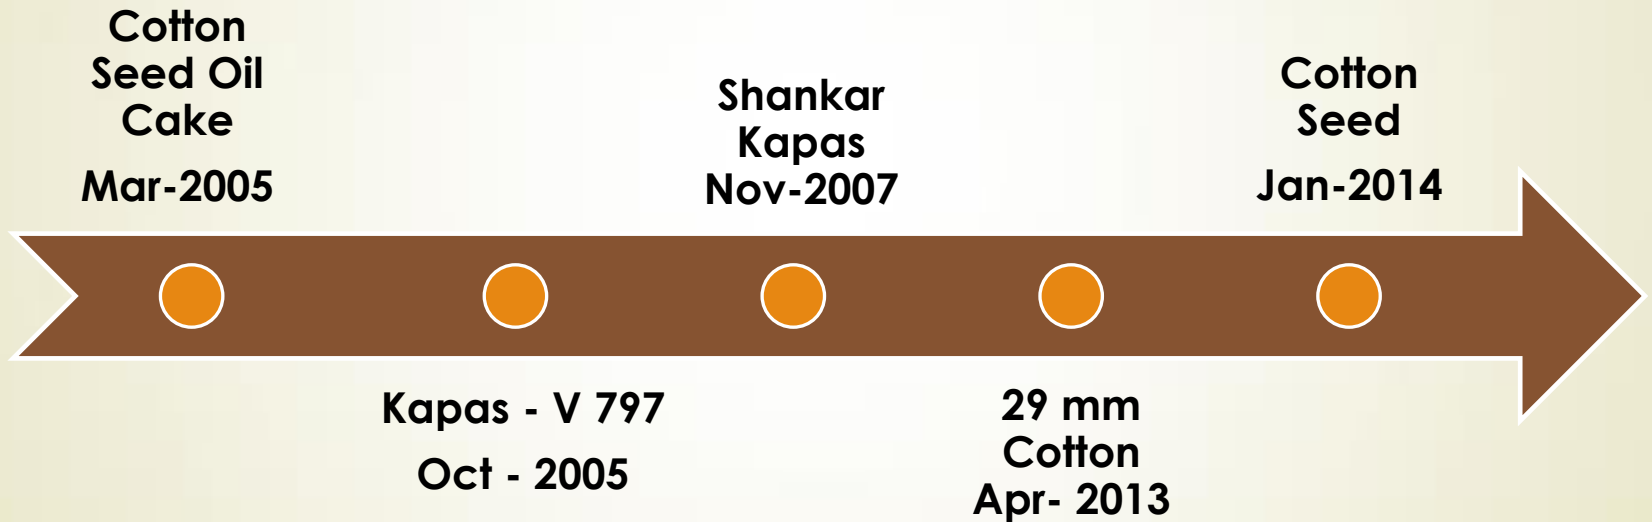 Cotton
Seed Oil
Cake
Mar-2005
Kapas - V 797
Oct - 2005
Shankar
Kapas
Nov-2007
29 mm
Cotton
Apr- 2013
Cotton
Seed
Jan-2014